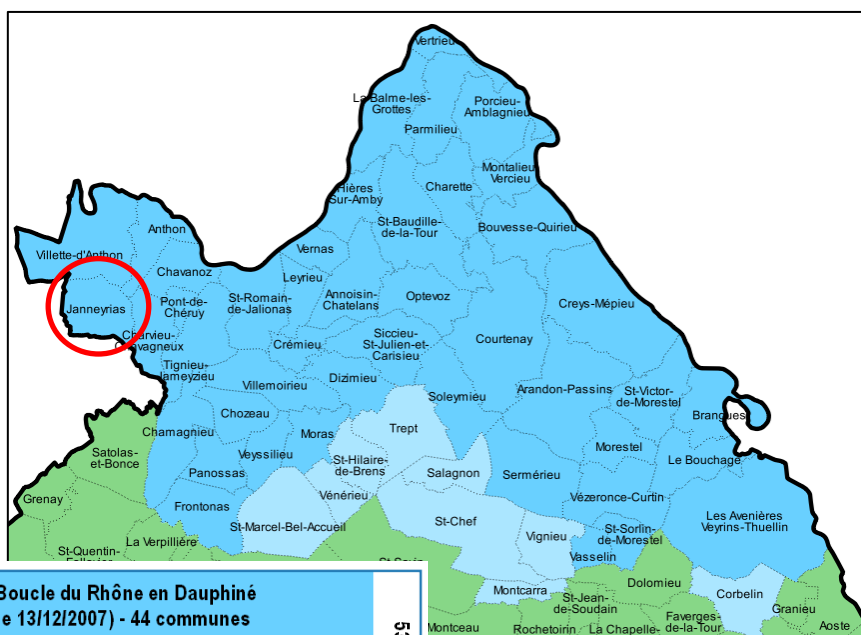 Vertrieu
La Balme-les-
Grottes
Porcieu-
Amblagnieu
Parmilieu
Montalieu-
Vercieu
Charette
Hières
Sur-Amby
St-Baudille-
de-la-Tour
Bouvesse-Quirieu
Anthon
Villette-d'Anthon
Vernas
Chavanoz
Leyrieu
Janneyrias
Pont-de-
Chéruy
St-Romain-
de-Jalionas
Annoisin-
Chatelans
Optevoz
Creys-Mépieu
Charvieu-
Chavagneux
Crémieu
Siccieu-
St-Julien-et-
Carisieu
Courtenay
Tignieu-
Jameyzieu
Villemoirieu
Dizimieu
Soleymieu
Arandon-Passins
St-Victor-
de-Morestel
Brangues
Chozeau
Chamagnieu
Moras
Trept
Satolas-
et-Bonce
Veyssilieu
St-Hilaire-
de-Brens
Morestel
Le Bouchage
Panossas
Salagnon
Sermérieu
Grenay
Vénérieu
Vézeronce-Curtin
Frontonas
St-Marcel-Bel-Accueil
St-Chef
Vignieu
Les Avenières
Veyrins-Thuellin
La Verpillière
St-Sorlin-
de-Morestel
St-Quentin-
Vasselin
Dolomieu
Montcarra
Corbelin
St-Jean-
de-Soudain
Granieu
Boucle du Rhône en Dauphiné
e 13/12/2007) - 44 communes
53
Montceau
Rochetoirin
La Chapelle-
Faverges-
de-la-Tour
Aoste